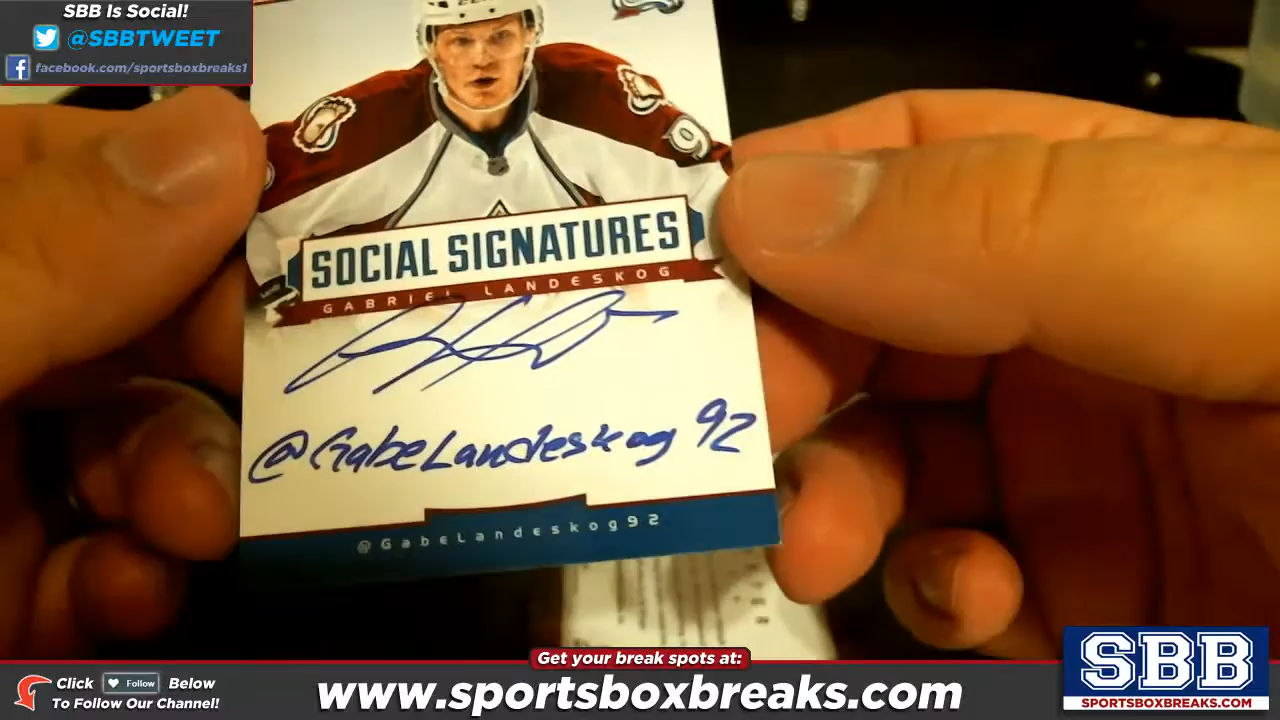 SBB Is Social!
@SBBTWEET
facebook.com/sportsboxbreaks1
9
SOCIAL SIGNATURES
GABRIEL LANDESKOG
@GabeLandeskog 92
@GabeLandeskog92
Get your break spots at:
Click Follow Below
To Follow Our Channel!
www.sportsboxbreaks.com
SBB
SPORTSBOXBREAKS.COM